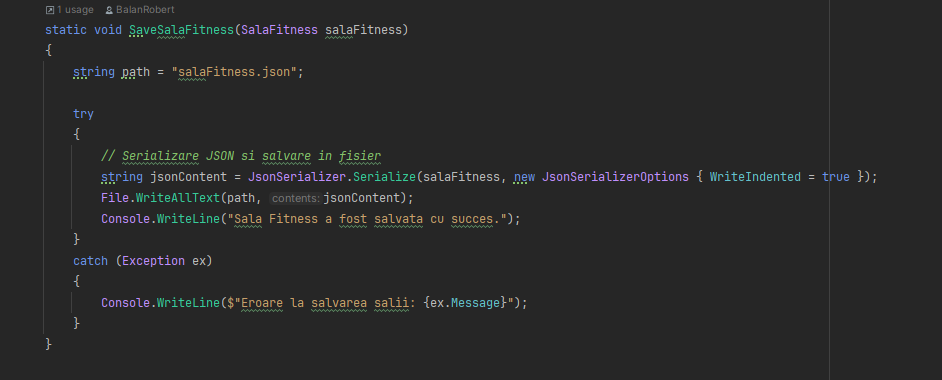 1 usage BalanRobert
static void SaveSalaFitness(SalaFitness salaFitness)
{
string path = "salaFitness.json";
try
{
// Serializare JSON si salvare in fisier
string jsonContent = JsonSerializer.Serialize(salaFitness, new JsonSerializerOptions { WriteIndented = true });
File.WriteAllText(path, contents: jsonContent);
Console.WriteLine("Sala Fitness a fost salvata cu succes.");
}
catch (Exception ex)
{
Console.WriteLine($"Eroare la salvarea salii: {ex.Message}");
}
}